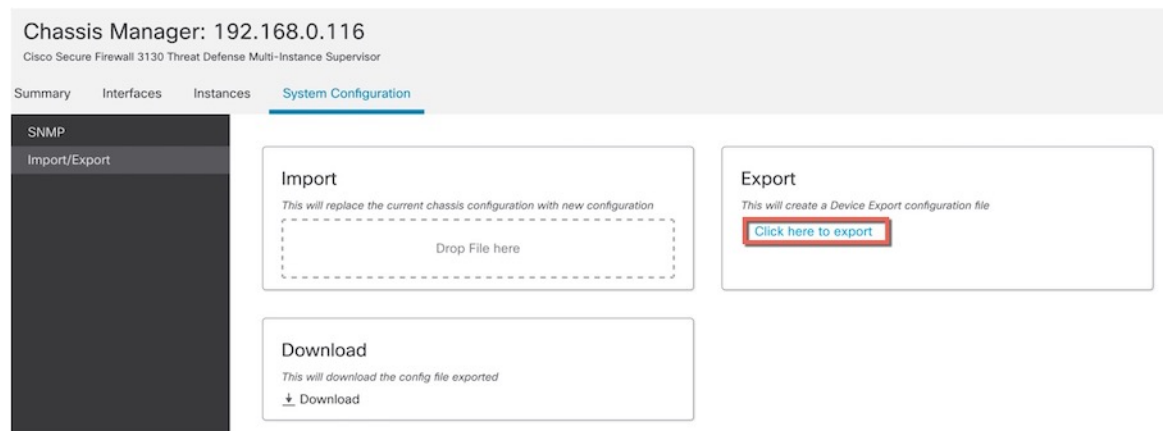 Chassis Manager: 192.168.0.116
Cisco Secure Firewall 3130 Threat Defense Multi-Instance Supervisor
Summary Interfaces Instances System Configuration
SNMP
Import/Export
Import
This will replace the current chassis configuration with new configuration
Drop File here
Export
This will create a Device Export configuration file
Click here to export
Download
This will download the config file exported
Download